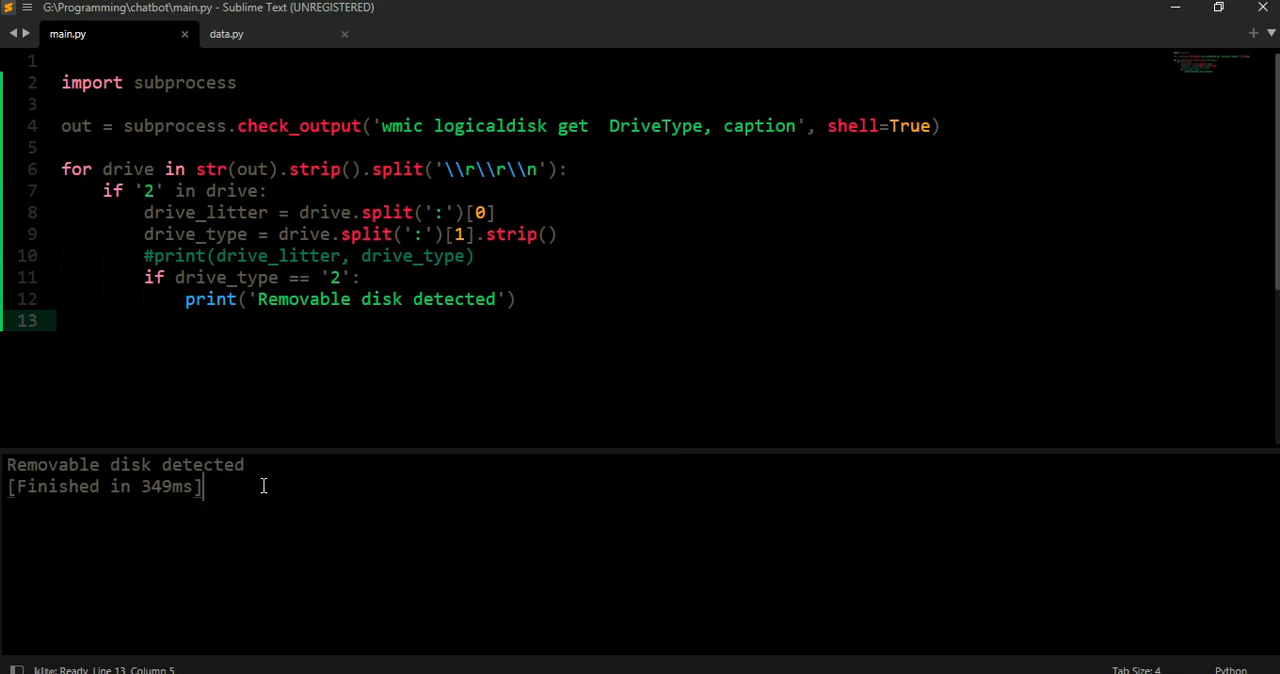 G:\Programming\chatbot\main.py - Sublime Text (UNREGISTERED)
main.py data.py
1
2 import subprocess
3
4 out = subprocess.check_output('wmic logicaldisk get  DriveType, caption', shell=True)
5
6 for drive in str(out).strip().split('\\r\\r\\n'):
7     if '2' in drive:
8         drive_litter = drive.split(':')[0]
9         drive_type = drive.split(':')[1].strip()
10         #print(drive_litter, drive_type)
11         if drive_type == '2':
12             print('Removable disk detected')
13
Removable disk detected
[Finished in 349ms]
kite: Ready, Line 13, Column 5 Tab Size: 4 Python